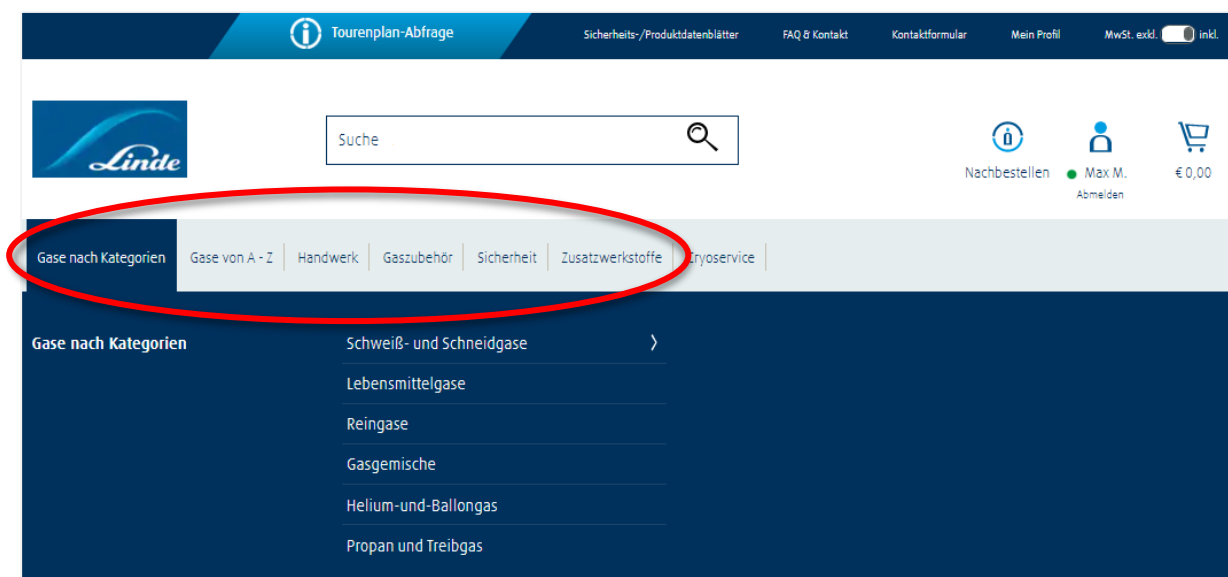 Tourenplan-Abfrage
Sicherheits-/Produktdatenblätter
FAQ & Kontakt
Kontaktformular
Mein Profil
MwSt. exkl. inkl.
Linde
Suche
Nachbestellen
Max M.
Abmelden
€ 0,00
Gase nach Kategorien
Gase von A - Z
Handwerk
Gaszubehör
Sicherheit
Zusatzwerkstoffe
Cryoservice
Gase nach Kategorien
Schweiß- und Schneidgase
Lebensmittelgase
Reingase
Gasgemische
Helium-und-Ballongas
Propan und Treibgas